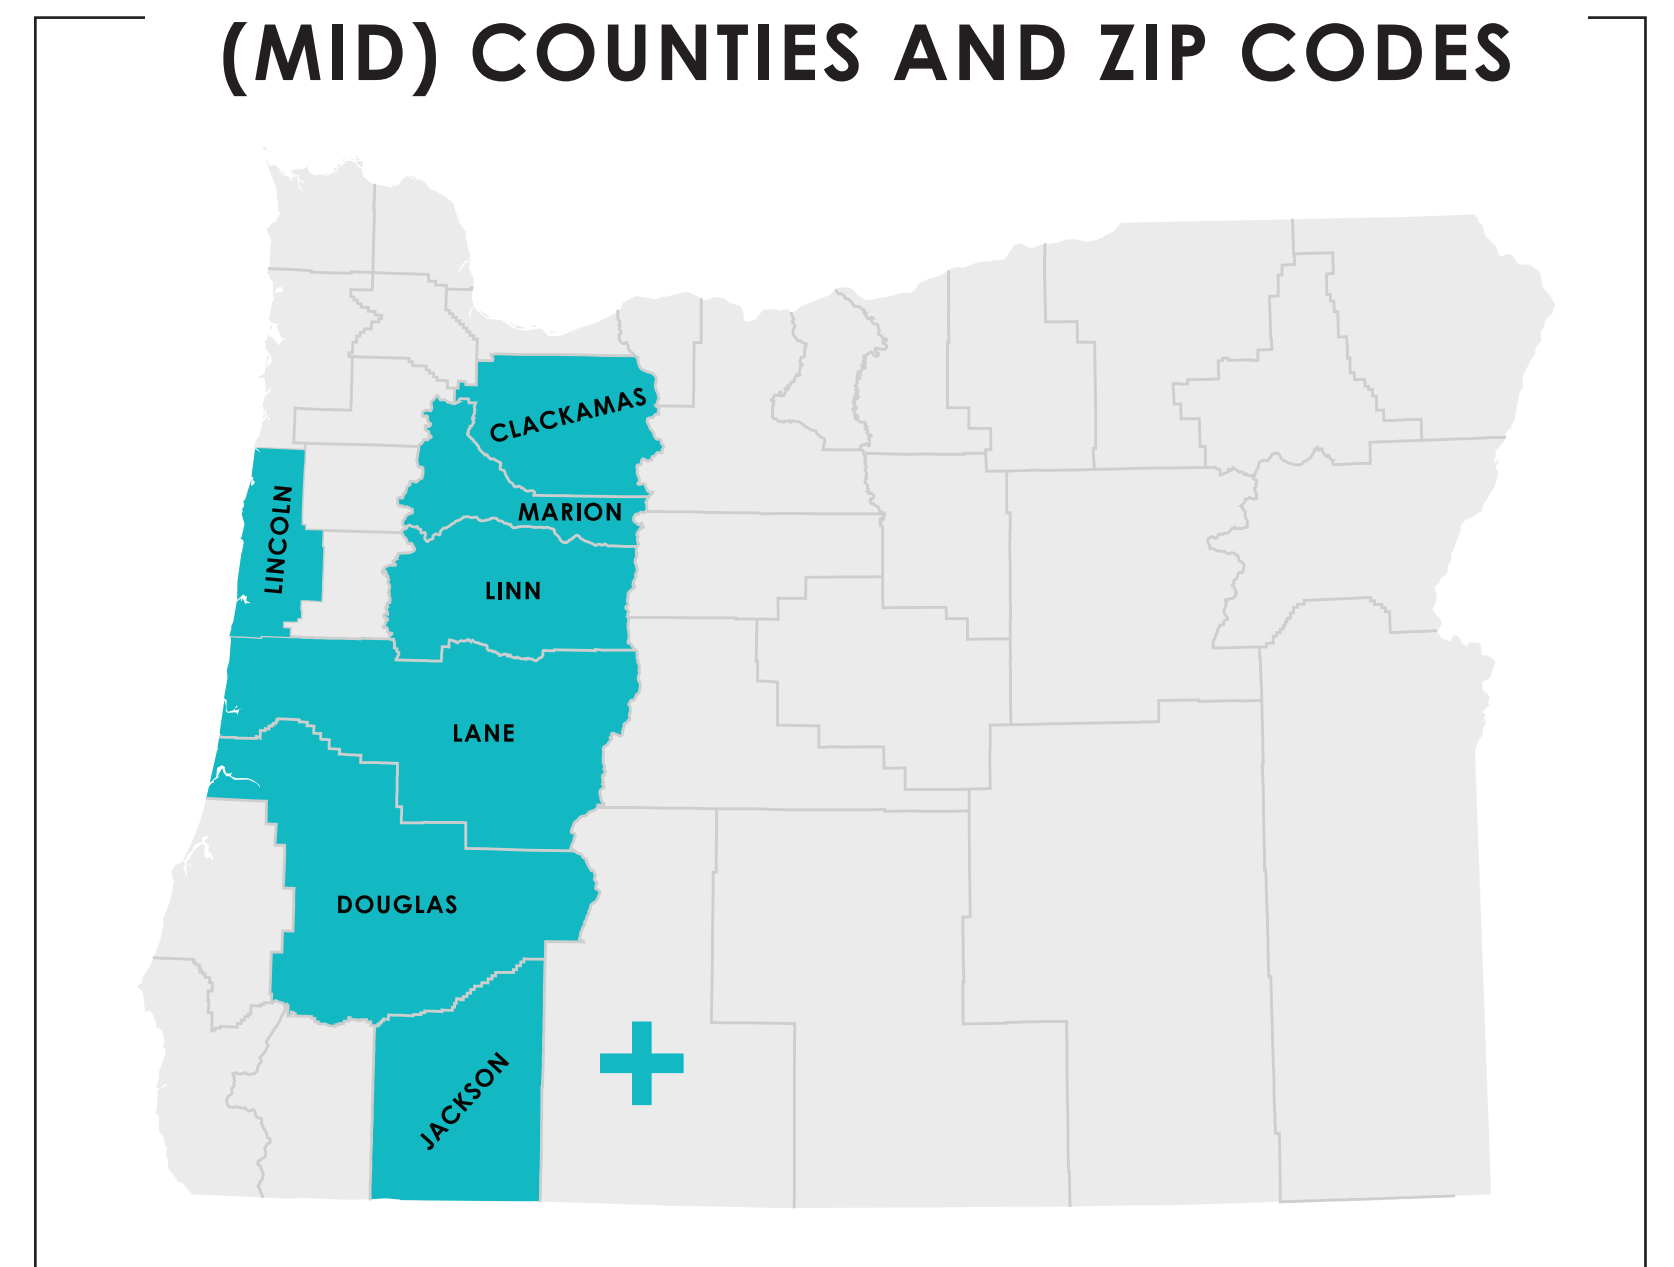 (MID) COUNTIES AND ZIP CODES
CLACKAMAS
LINCOLN
MARION
LINN
LANE
DOUGLAS
JACKSON